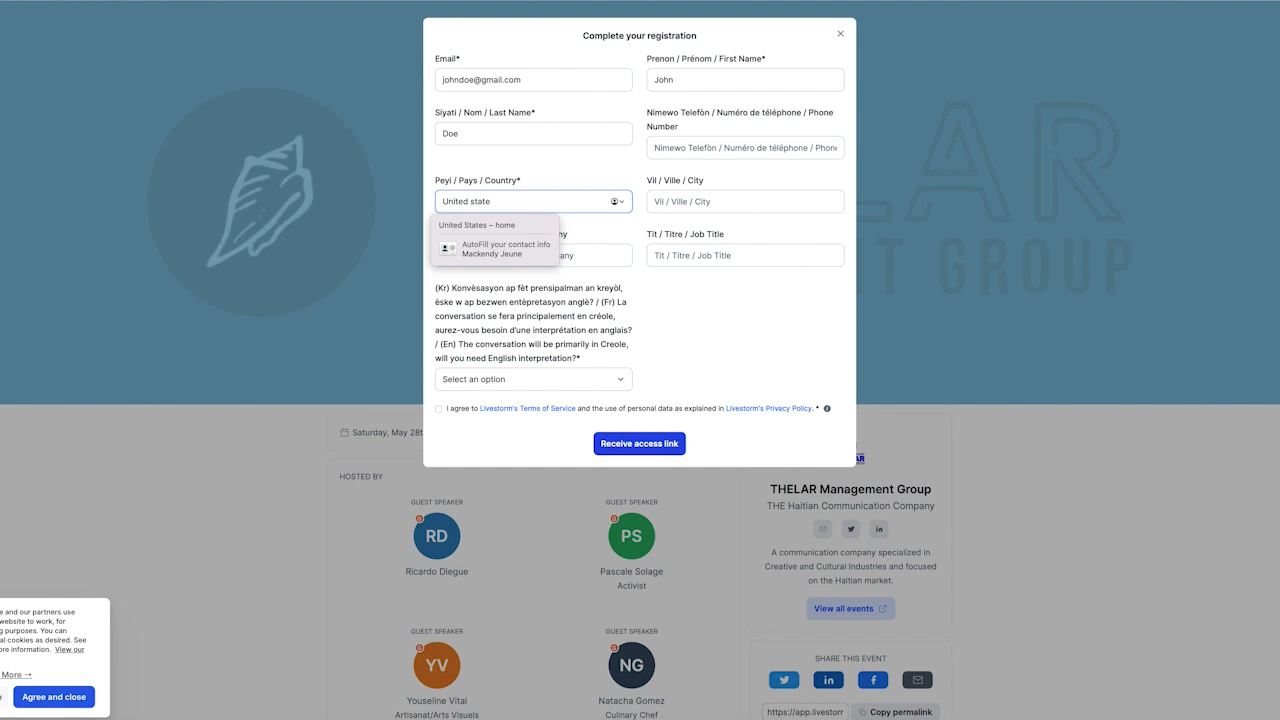 Complete your registration
Email*
johndoe@gmail.com
Prenon / Prénom / First Name*
John
Siyati / Nom / Last Name*
Doe
Nimewo Telefòn / Numéro de téléphone / Phone
Number
Nimewo Telefòn / Numéro de téléphone / Phone
Peyi / Pays / Country*
United state
Vil / Ville / City
Vil / Ville / City
United States – home
AutoFill your contact info
Mackendy Jeune
Tit / Titre / Job Title
Tit / Titre / Job Title
(Kr) Konvèsasyon ap fèt prensipalman an kreyòl,
èske w ap bezwen entèpretasyon anglè? / (Fr) La
conversation se fera principalement en créole,
aurez-vous besoin d'une interprétation en anglais?
/ (En) The conversation will be primarily in Creole,
will you need English interpretation?*
Select an option
I agree to Livestorm's Terms of Service and the use of personal data as explained in Livestorm's Privacy Policy. *
Receive access link
LAR
GROUP
Saturday, May 28t
HOSTED BY
GUEST SPEAKER
RD
Ricardo Diegue
GUEST SPEAKER
PS
Pascale Solage
Activist
GUEST SPEAKER
YV
Youseline Vital
Artisanat/Arts Visuels
GUEST SPEAKER
NG
Natacha Gomez
Culinary Chef
THELAR Management Group
THE Haitian Communication Company
A communication company specialized in
Creative and Cultural Industries and focused
on the Haitian market.
View all events
SHARE THIS EVENT
https://app.livestorr
Copy permalink
e and our partners use
website to work, for
g purposes. You can
al cookies as desired. See
ore information. View our
More →
Agree and close